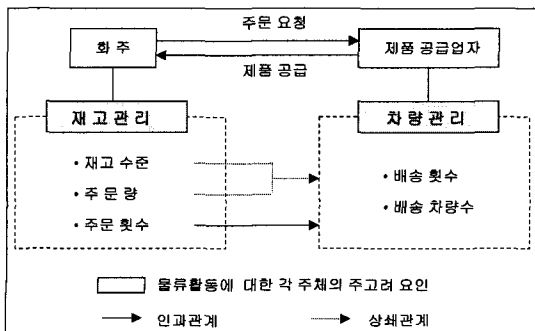 주문 요청
화 주
제품 공급업자
제품 공급
재 고 관 리
차 량 관 리
• 재고 수준
• 주 문 량
• 주문 횟수
• 배송 횟수
• 배송 차량수
물류활동에 대한 각 주체의 주고려 요인
인과관계
상쇄관계